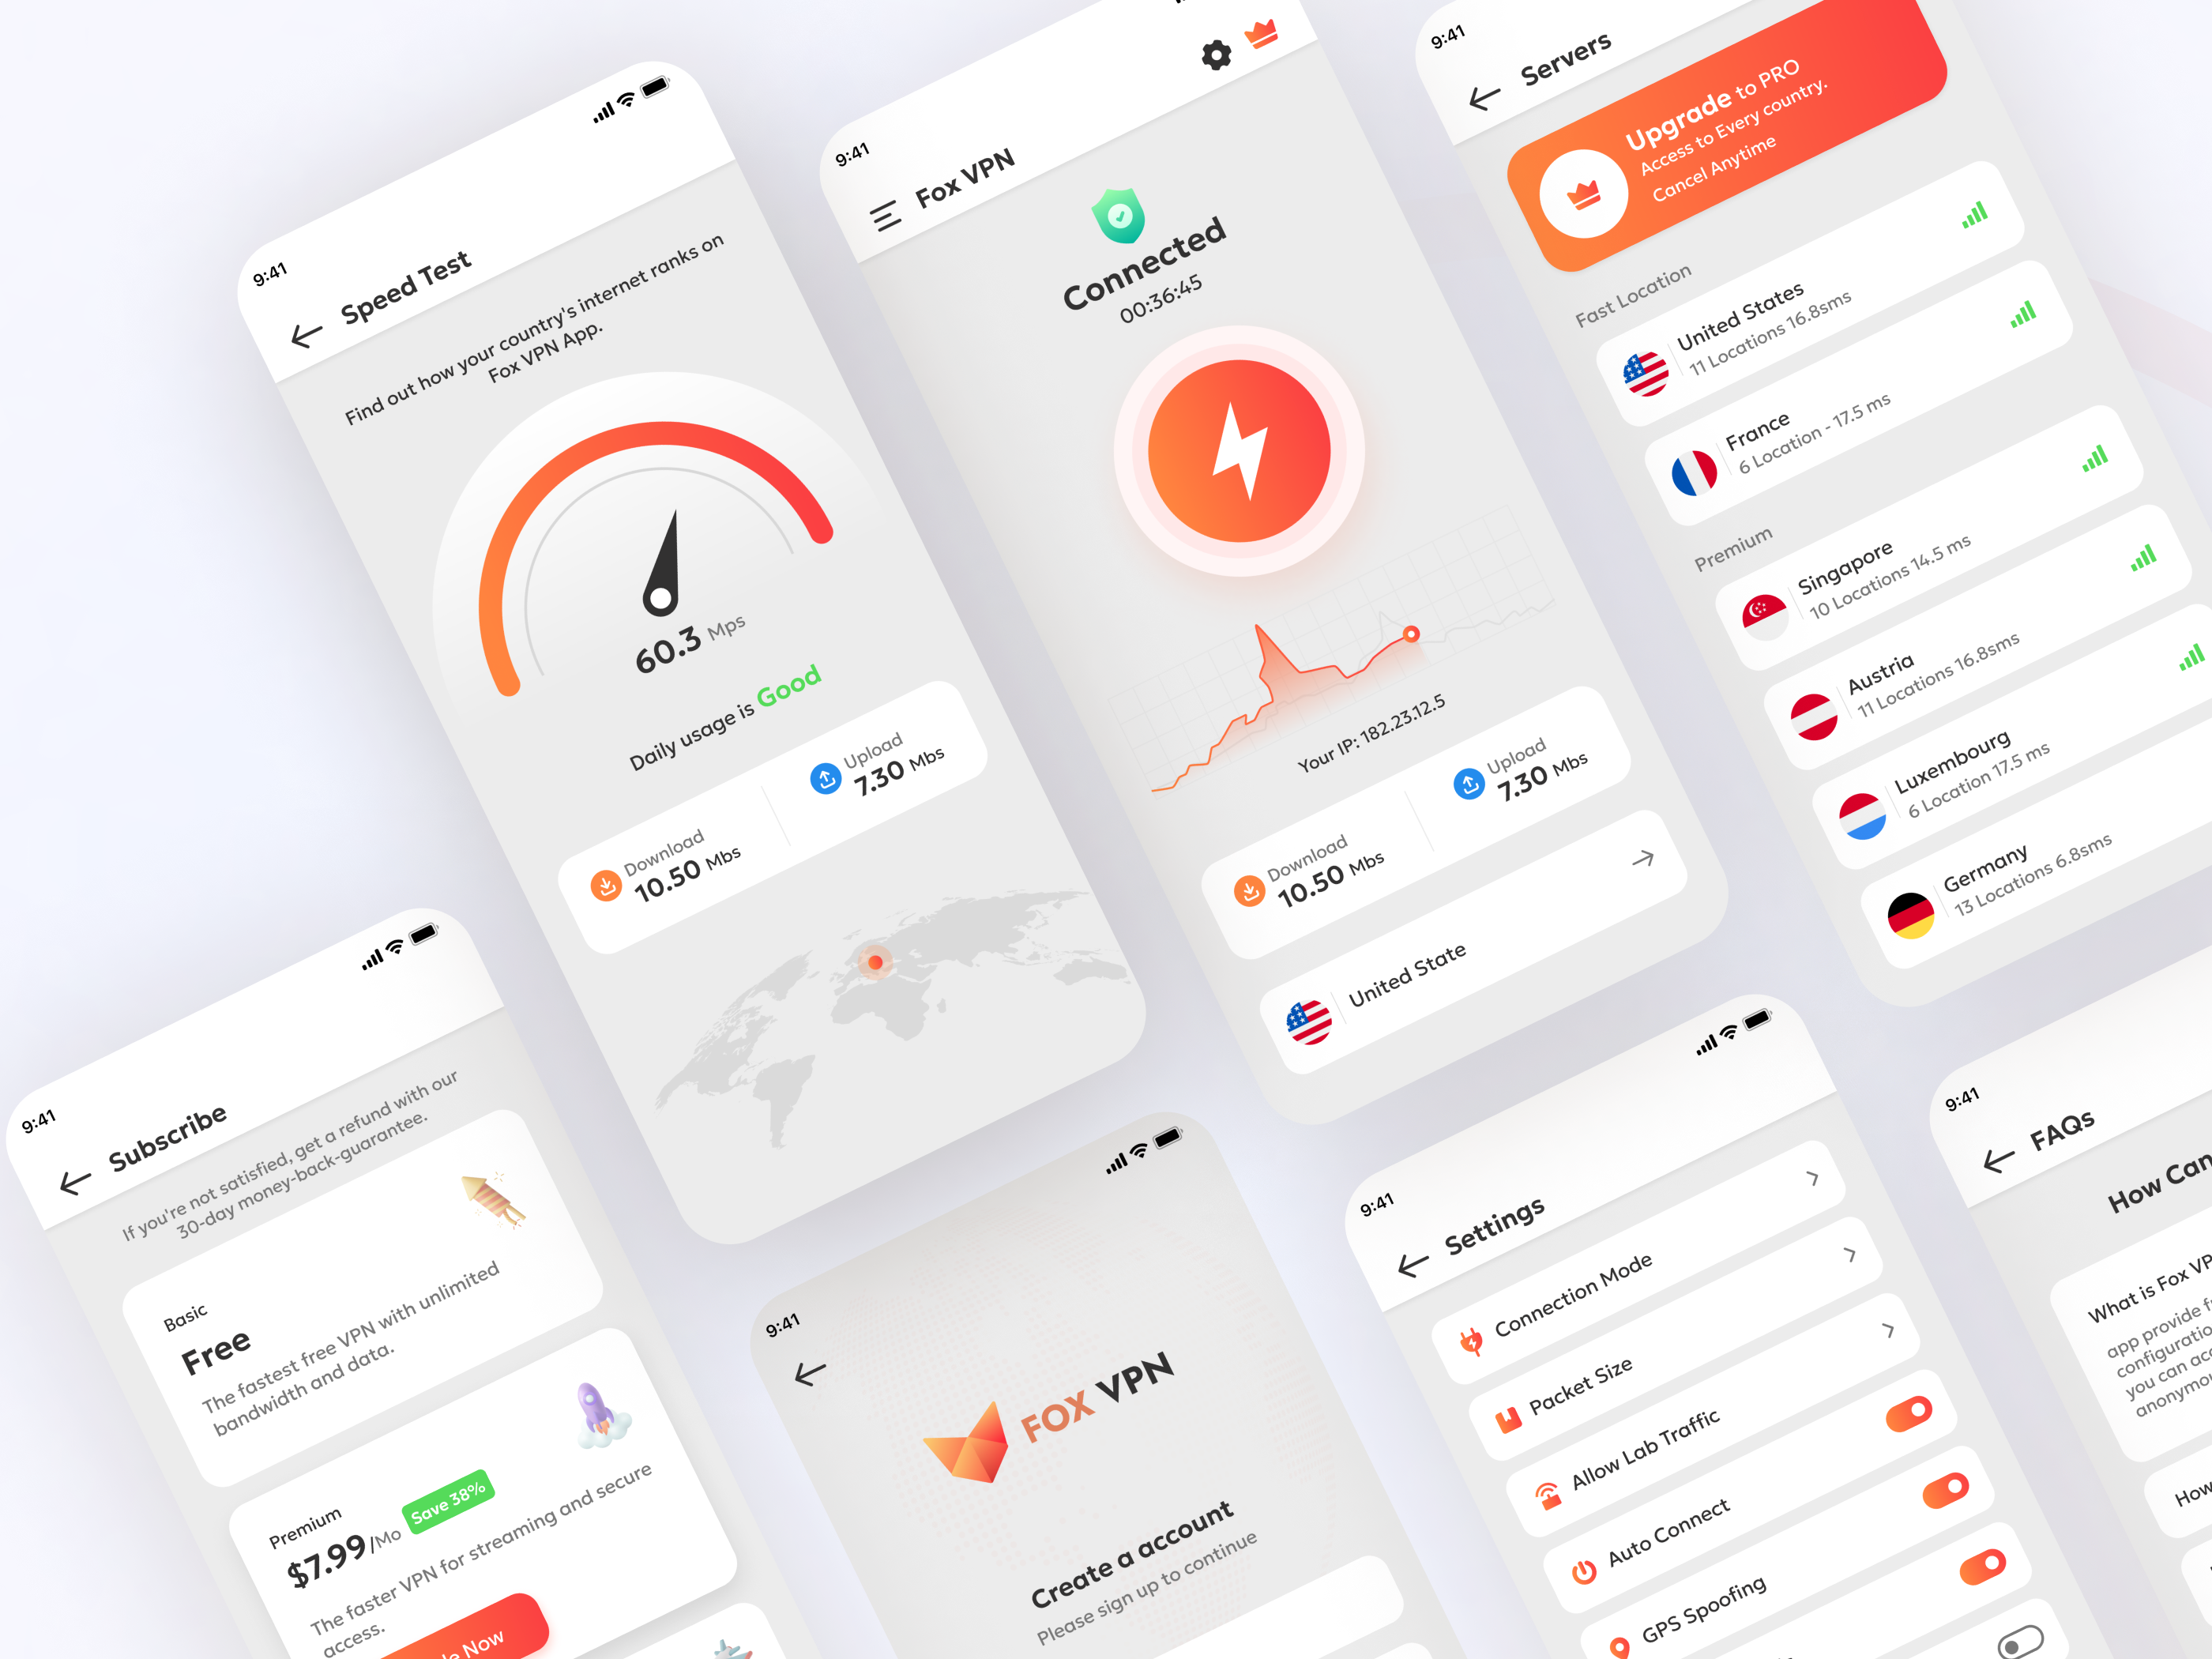 9:41
Speed Test
Find out how your country's internet ranks on
Fox VPN App.
60.3 Mps
Daily usage is Good
Download
10.50 Mbs
Upload
7.30 Mbs
9:41
Fox VPN
Connected
00:36:45
Your IP: 182.23.12.5
Download
10.50 Mbs
Upload
7.30 Mbs
United State
9:41
Servers
Upgrade to PRO
Access to Every country.
Cancel Anytime
Fast Location
United States
11 Locations 16.8sms
France
6 Location - 17.5 ms
Premium
Singapore
10 Locations 14.5 ms
Austria
11 Locations 16.8sms
Luxembourg
6 Location 17.5 ms
Germany
13 Locations 6.8sms
9:41
Subscribe
If you're not satisfied, get a refund with our
30-day money-back-guarantee.
Basic
Free
The fastest free VPN with unlimited
bandwidth and data.
Premium
$7.99/Mo Save 38%
The faster VPN for streaming and secure
access.
Now
9:41
FOX VPN
Create a account
Please sign up to continue
9:41
Settings
Connection Mode
Packet Size
Allow Lab Traffic
Auto Connect
GPS Spoofing
9:41
FAQs
How Can
What is Fox VP
app provide f
configuratio
you can acc
anonymou
How